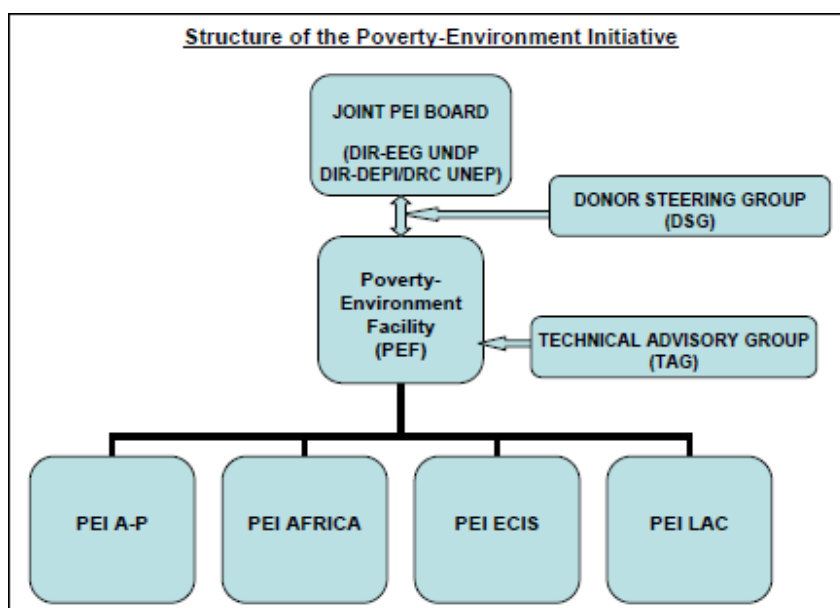 Structure of the Poverty-Environment Initiative
JOINT PEI BOARD
(DIR-EEG UNDP
DIR-DEPI/DRC UNEP)
DONOR STEERING GROUP
(DSG)
Poverty-
Environment
Facility
(PEF)
TECHNICAL ADVISORY GROUP
(TAG)
PEI A-P
PEI AFRICA
PEI ECIS
PEI LAC